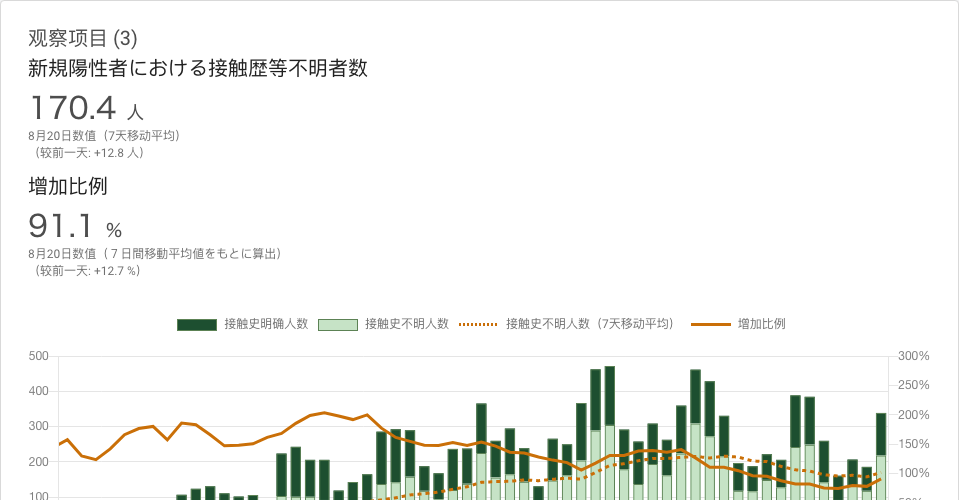 观察项目 (3)
新規陽性者における接触歴等不明者数
170.4 人
8月20日数值（7天移动平均）
（较前一天: +12.8 人）
增加比例
91.1 %
8月20日数值（７日間移動平均値をもとに算出）
（较前一天: +12.7 %）
接触史明确人数 接触史不明人数 接触史不明人数（7天移动平均） 增加比例
500 300%
250%
400
200%
300
150%
200
100%
100